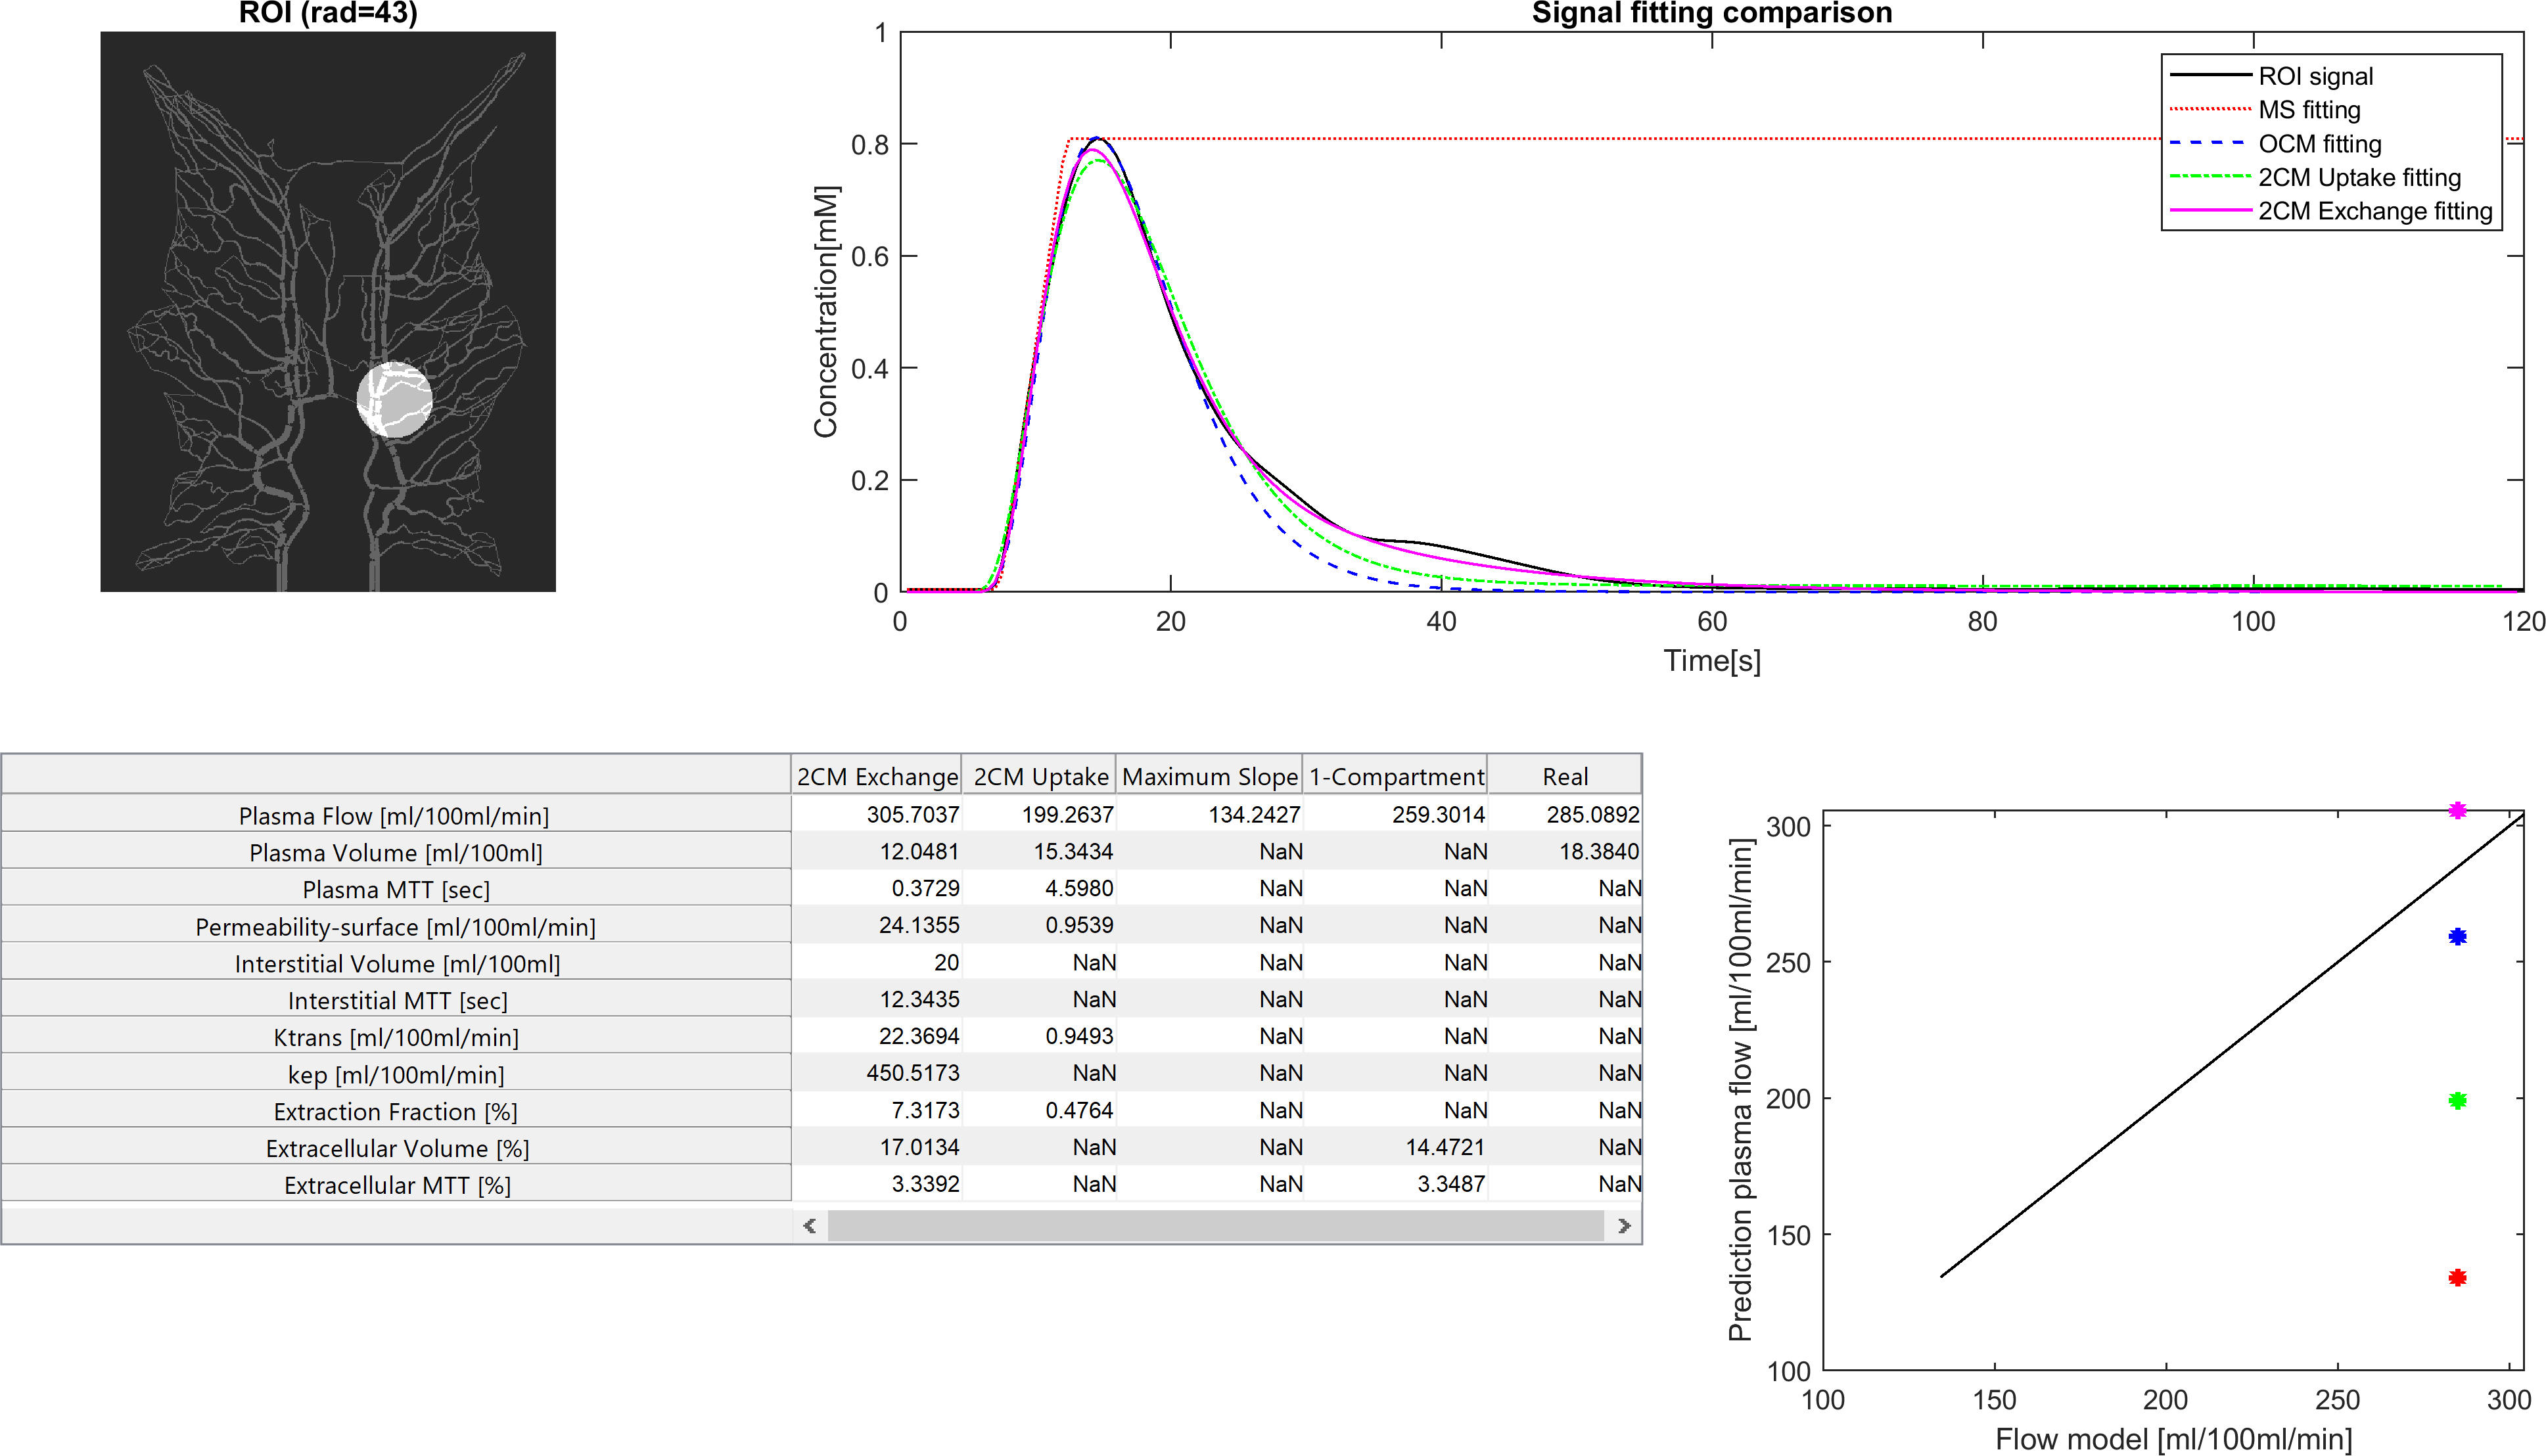 ROI (rad=43)
Signal fitting comparison
1
0.8
0.6
0.4
0.2
0
0 20 40 60 80 100 120
Concentration[mM]
Time[s]
ROI signal
MS fitting
OCM fitting
2CM Uptake fitting
2CM Exchange fitting
2CM Exchange 2CM Uptake Maximum Slope 1-Compartment Real
Plasma Flow [ml/100ml/min] 305.7037 199.2637 134.2427 259.3014 285.0892
Plasma Volume [ml/100ml] 12.0481 15.3434 NaN NaN 18.3840
Plasma MTT [sec] 0.3729 4.5980 NaN NaN NaN
Permeability-surface [ml/100ml/min] 24.1355 0.9539 NaN NaN NaN
Interstitial Volume [ml/100ml] 20 NaN NaN NaN NaN
Interstitial MTT [sec] 12.3435 NaN NaN NaN NaN
Ktrans [ml/100ml/min] 22.3694 0.9493 NaN NaN NaN
kep [ml/100ml/min] 450.5173 NaN NaN NaN NaN
Extraction Fraction [%] 7.3173 0.4764 NaN NaN NaN
Extracellular Volume [%] 17.0134 NaN NaN 14.4721 NaN
Extracellular MTT [%] 3.3392 NaN NaN 3.3487 NaN
300
250
200
150
100
100 150 200 250 300
Prediction plasma flow [ml/100ml/min]
Flow model [ml/100ml/min]